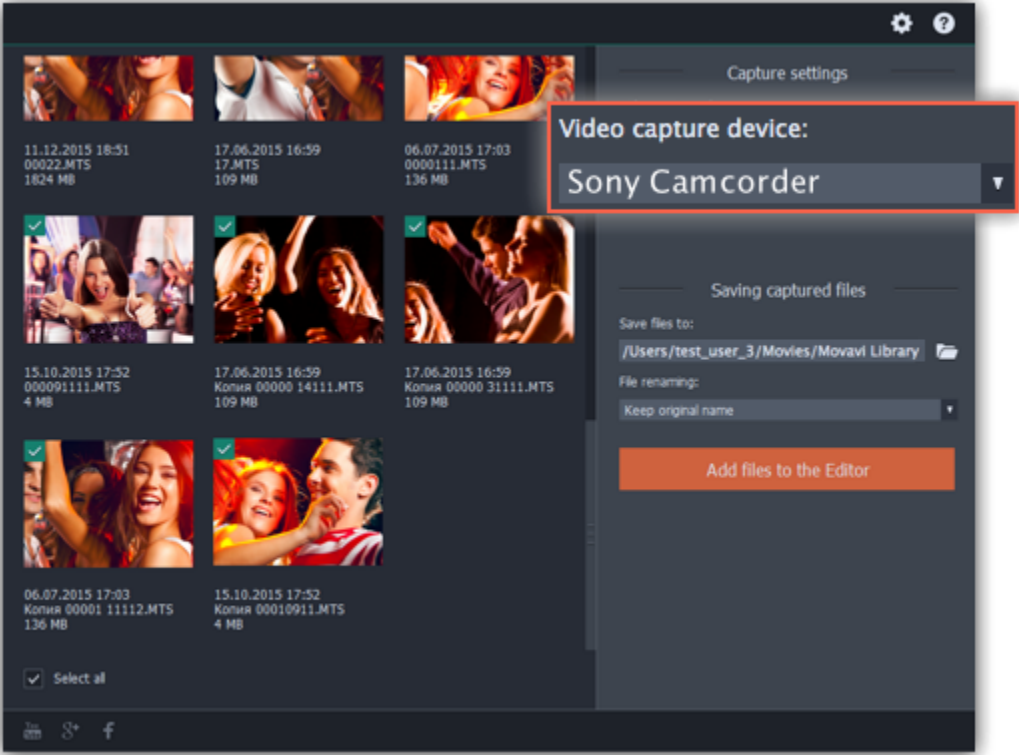 11.12.2015 18:51
00022.MTS
1824 MB
17.06.2015 16:59
17.MTS
109 MB
06.07.2015 17:03
0000111.MTS
136 MB
15.10.2015 17:52
000091111.MTS
4 MB
17.06.2015 16:59
Копия 00000 14111.MTS
109 MB
17.06.2015 16:59
Копия 00000 31111.MTS
109 MB
06.07.2015 17:03
Копия 00001 11112.MTS
136 MB
15.10.2015 17:52
Копия 00010911.MTS
4 MB
Select all
Capture settings
Video capture device:
Sony Camcorder
Saving captured files
Save files to:
/Users/test_user_3/Movies/Movavi Library
File renaming:
Keep original name
Add files to the Editor
You Tube
g+
f